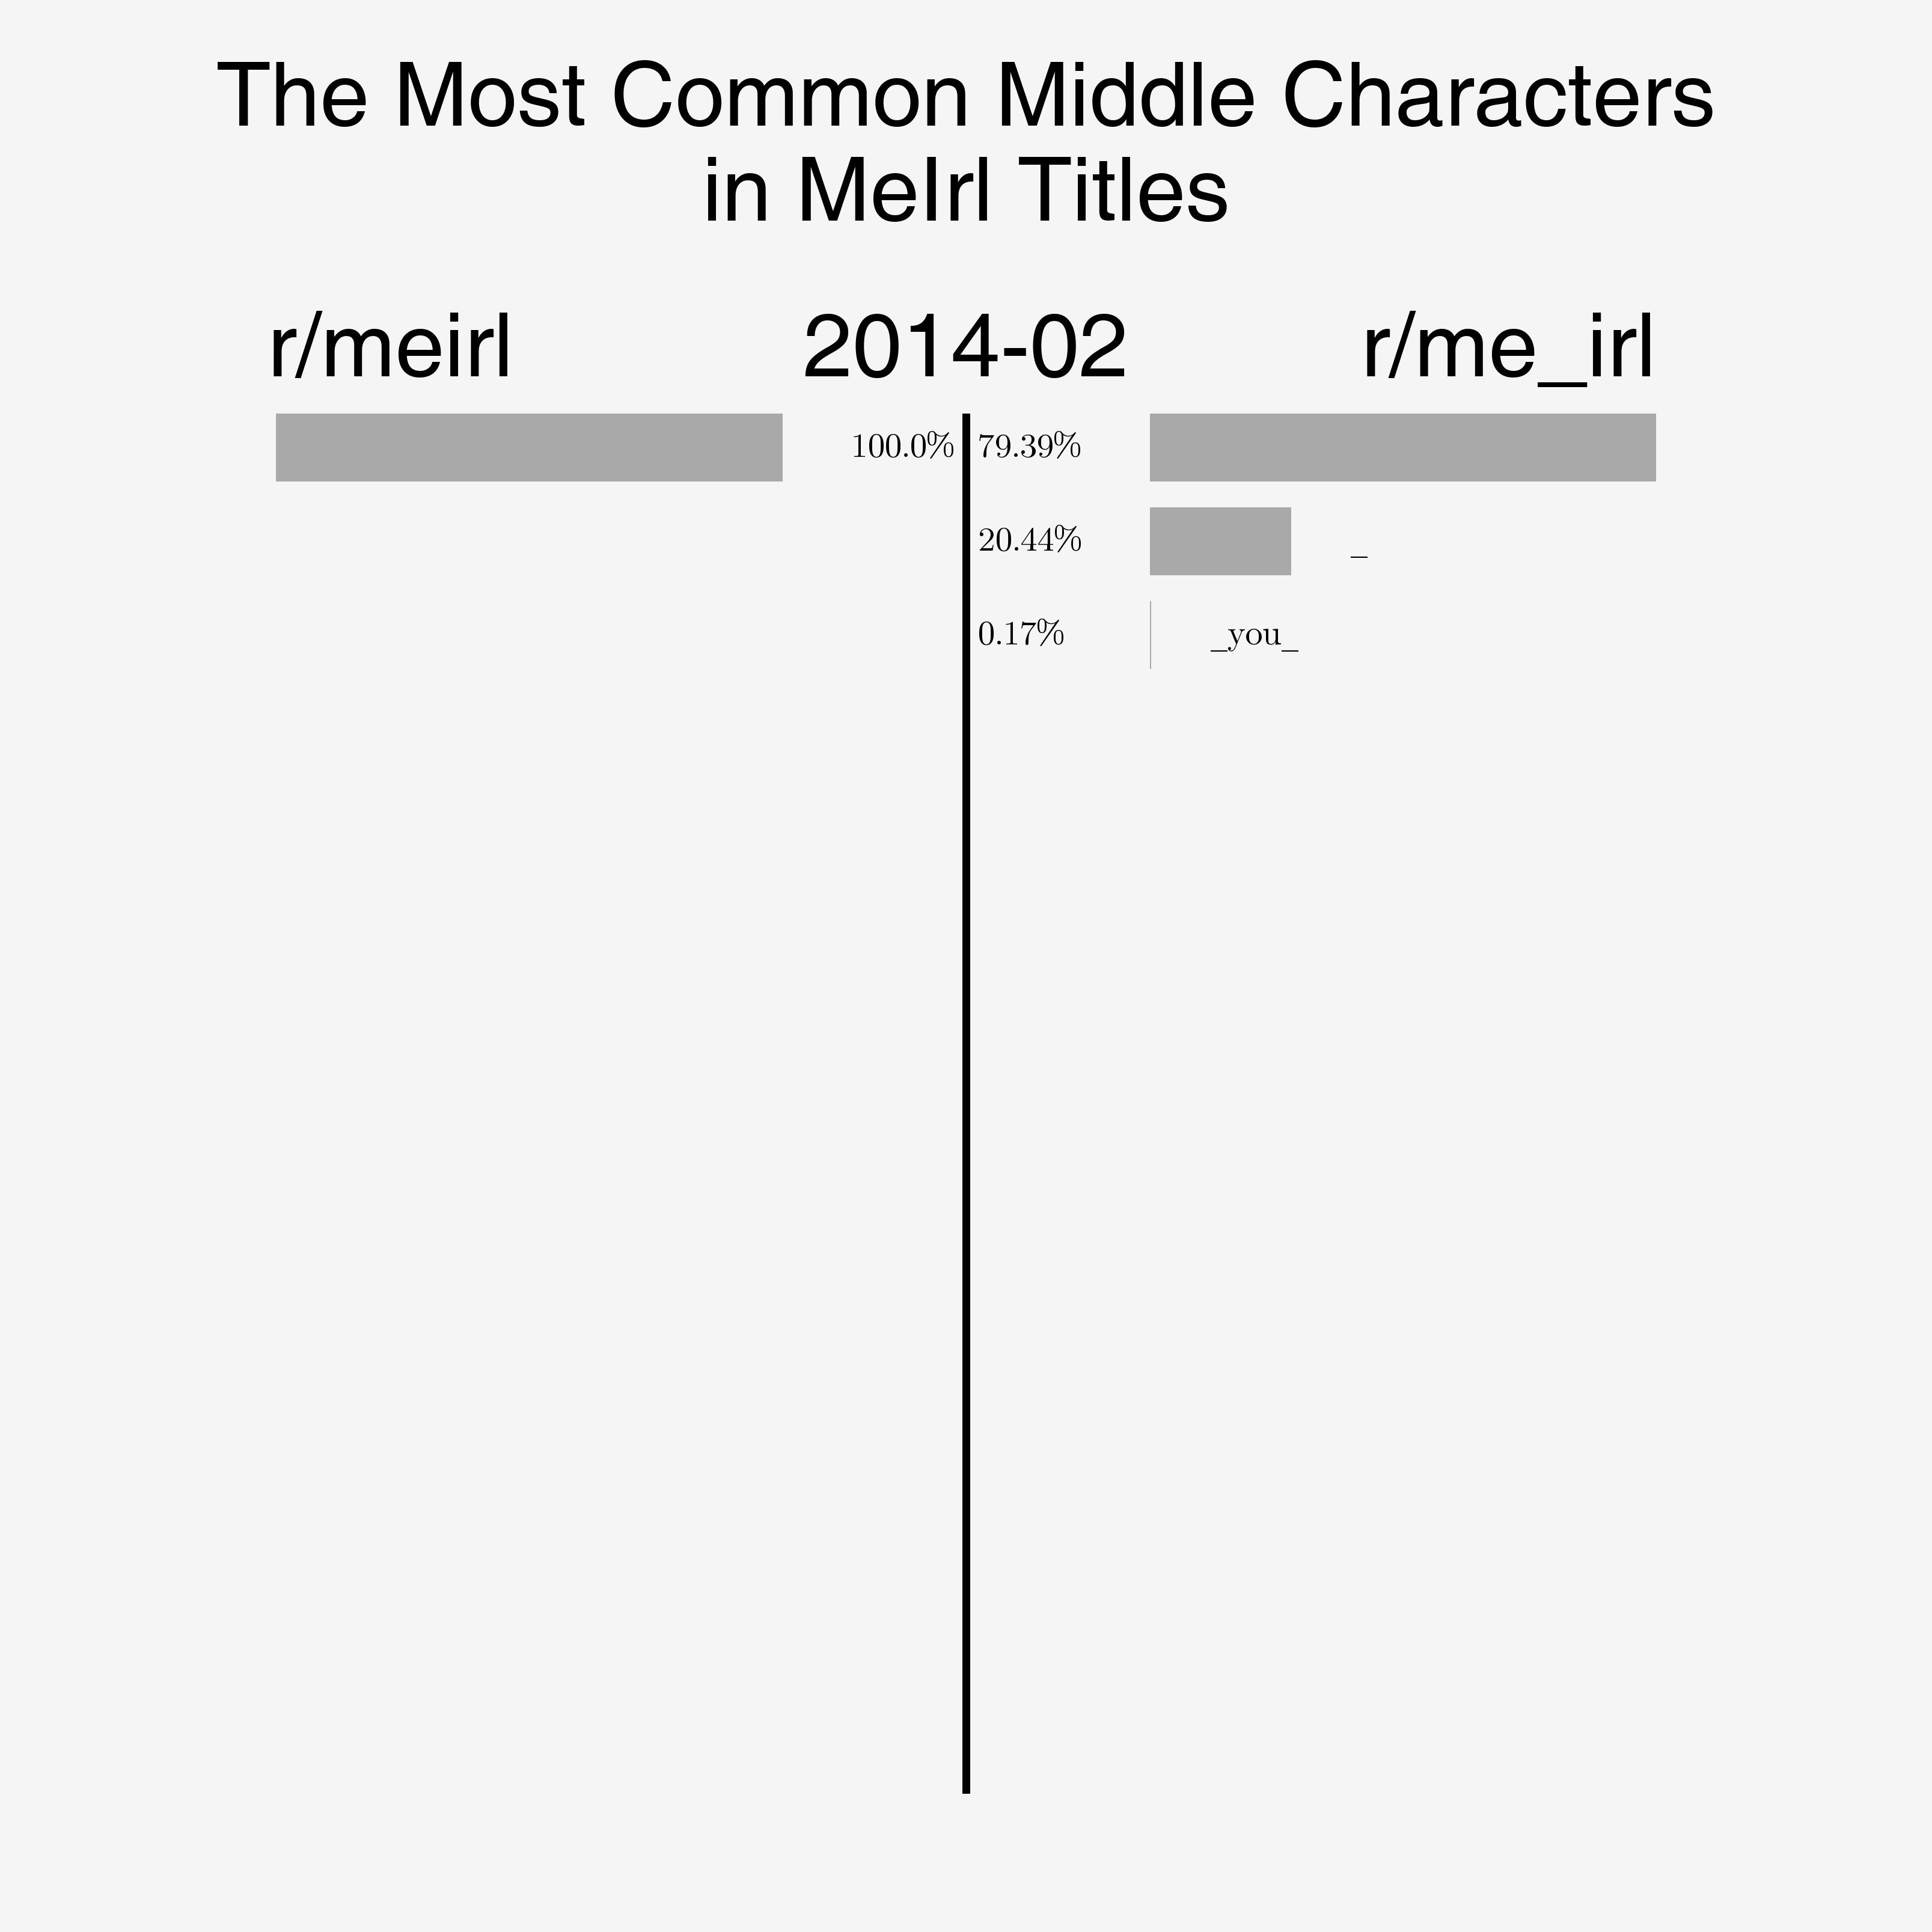 The Most Common Middle Characters
in MeIrl Titles
r/meirl 2014-02 r/me_irl
100.0% 79.39%
20.44% _
0.17% _you_